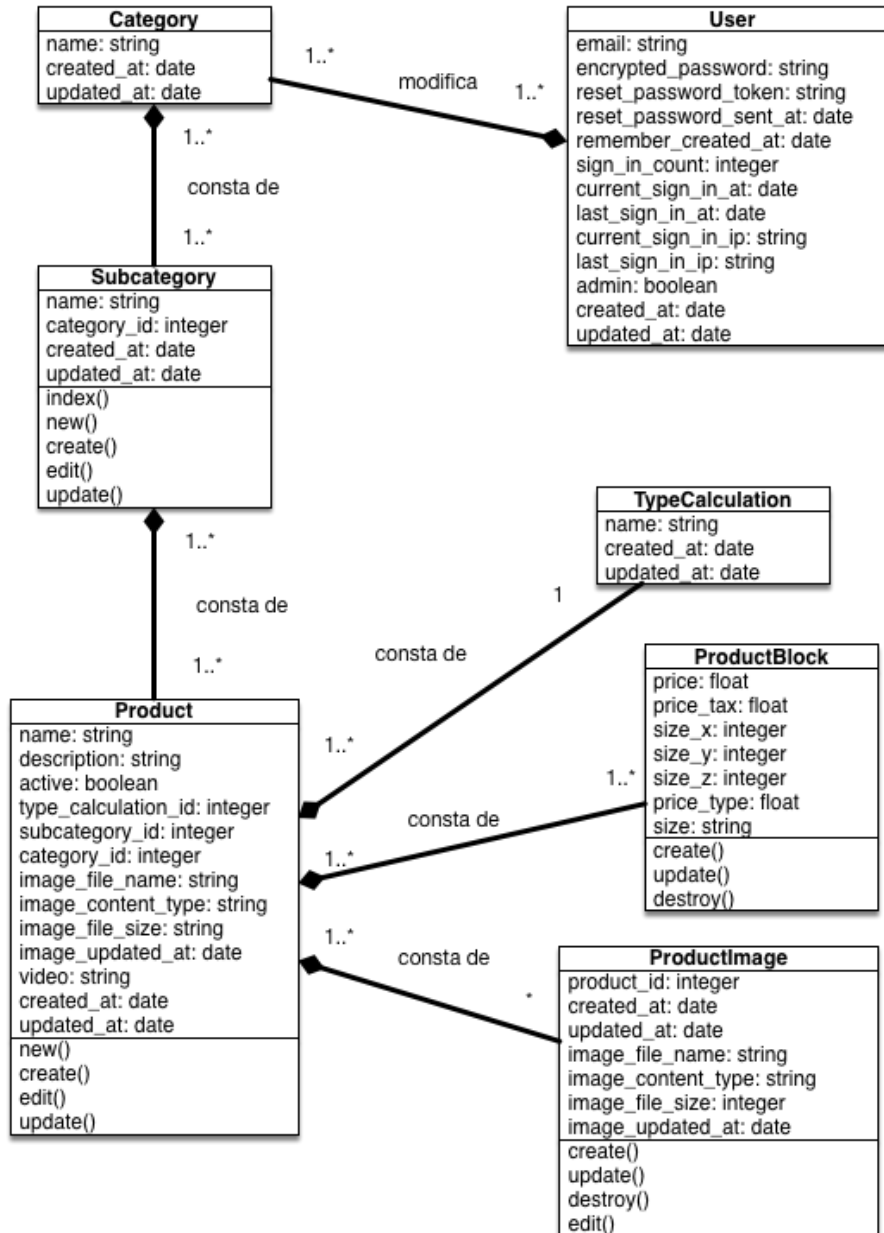 Category
name: string
created_at: date
updated_at: date
1..*
modifica
1..*
User
email: string
encrypted_password: string
reset_password_token: string
reset_password_sent_at: date
remember_created_at: date
sign_in_count: integer
current_sign_in_at: date
last_sign_in_at: date
current_sign_in_ip: string
last_sign_in_ip: string
admin: boolean
created_at: date
updated_at: date
1..*
consta de
1..*
Subcategory
name: string
category_id: integer
created_at: date
updated_at: date
index()
new()
create()
edit()
update()
1..*
consta de
1..*
TypeCalculation
name: string
created_at: date
updated_at: date
1
consta de
1..*
ProductBlock
price: float
price_tax: float
size_x: integer
size_y: integer
size_z: integer
price_type: float
size: string
create()
update()
destroy()
1..*
consta de
1..*
Product
name: string
description: string
active: boolean
type_calculation_id: integer
subcategory_id: integer
category_id: integer
image_file_name: string
image_content_type: string
image_file_size: string
image_updated_at: date
video: string
created_at: date
updated_at: date
new()
create()
edit()
update()
1..*
consta de
*
ProductImage
product_id: integer
created_at: date
updated_at: date
image_file_name: string
image_content_type: string
image_file_size: integer
image_updated_at: date
create()
update()
destroy()
edit()